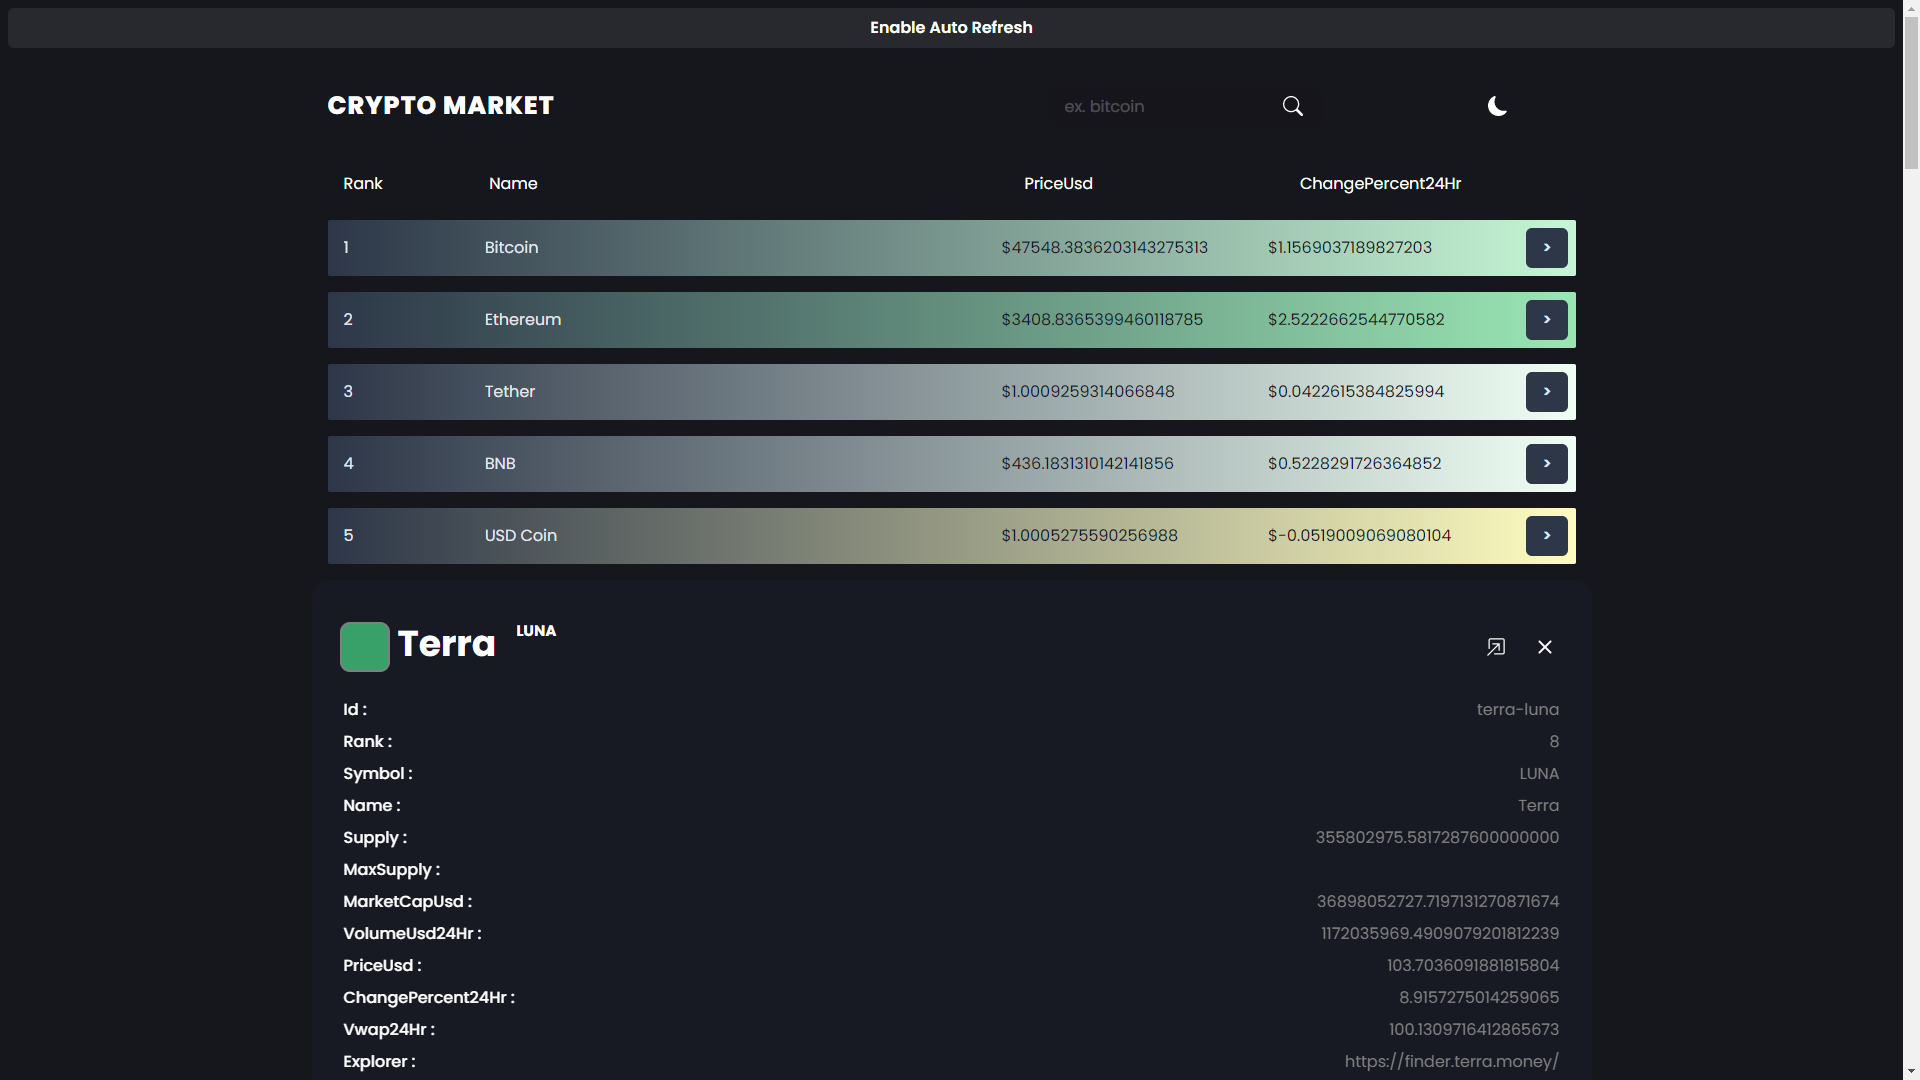 Enable Auto Refresh
CRYPTO MARKET
ex. bitcoin
Rank Name PriceUsd ChangePercent24Hr
1 Bitcoin $47548.3836203143275313 $1.1569037189827203 >
2 Ethereum $3408.8365399460118785 $2.5222662544770582 >
3 Tether $1.0009259314066848 $0.0422615384825994 >
4 BNB $436.1831310142141856 $0.5228291726364852 >
5 USD Coin $1.0005275590256988 $-0.0519009069080104 >
Terra LUNA
Id : terra-luna
Rank : 8
Symbol : LUNA
Name : Terra
Supply : 355802975.5817287600000000
MaxSupply :
MarketCapUsd : 36898052727.7197131270871674
VolumeUsd24Hr : 1172035969.4909079201812239
PriceUsd : 103.7036091881815804
ChangePercent24Hr : 8.9157275014259065
Vwap24Hr : 100.1309716412865673
Explorer : https://finder.terra.money/